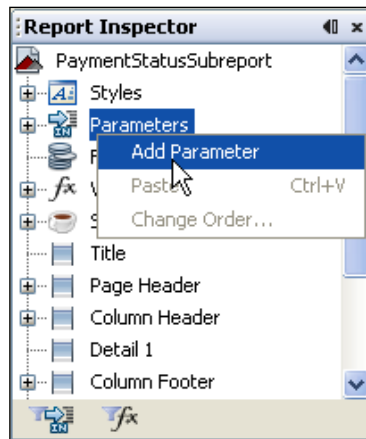 Report Inspector
PaymentStatusSubreport
Styles
Parameters
Add Parameter
Paste Ctrl+V
Change Order...
Title
Page Header
Column Header
Detail 1
Column Footer
fx